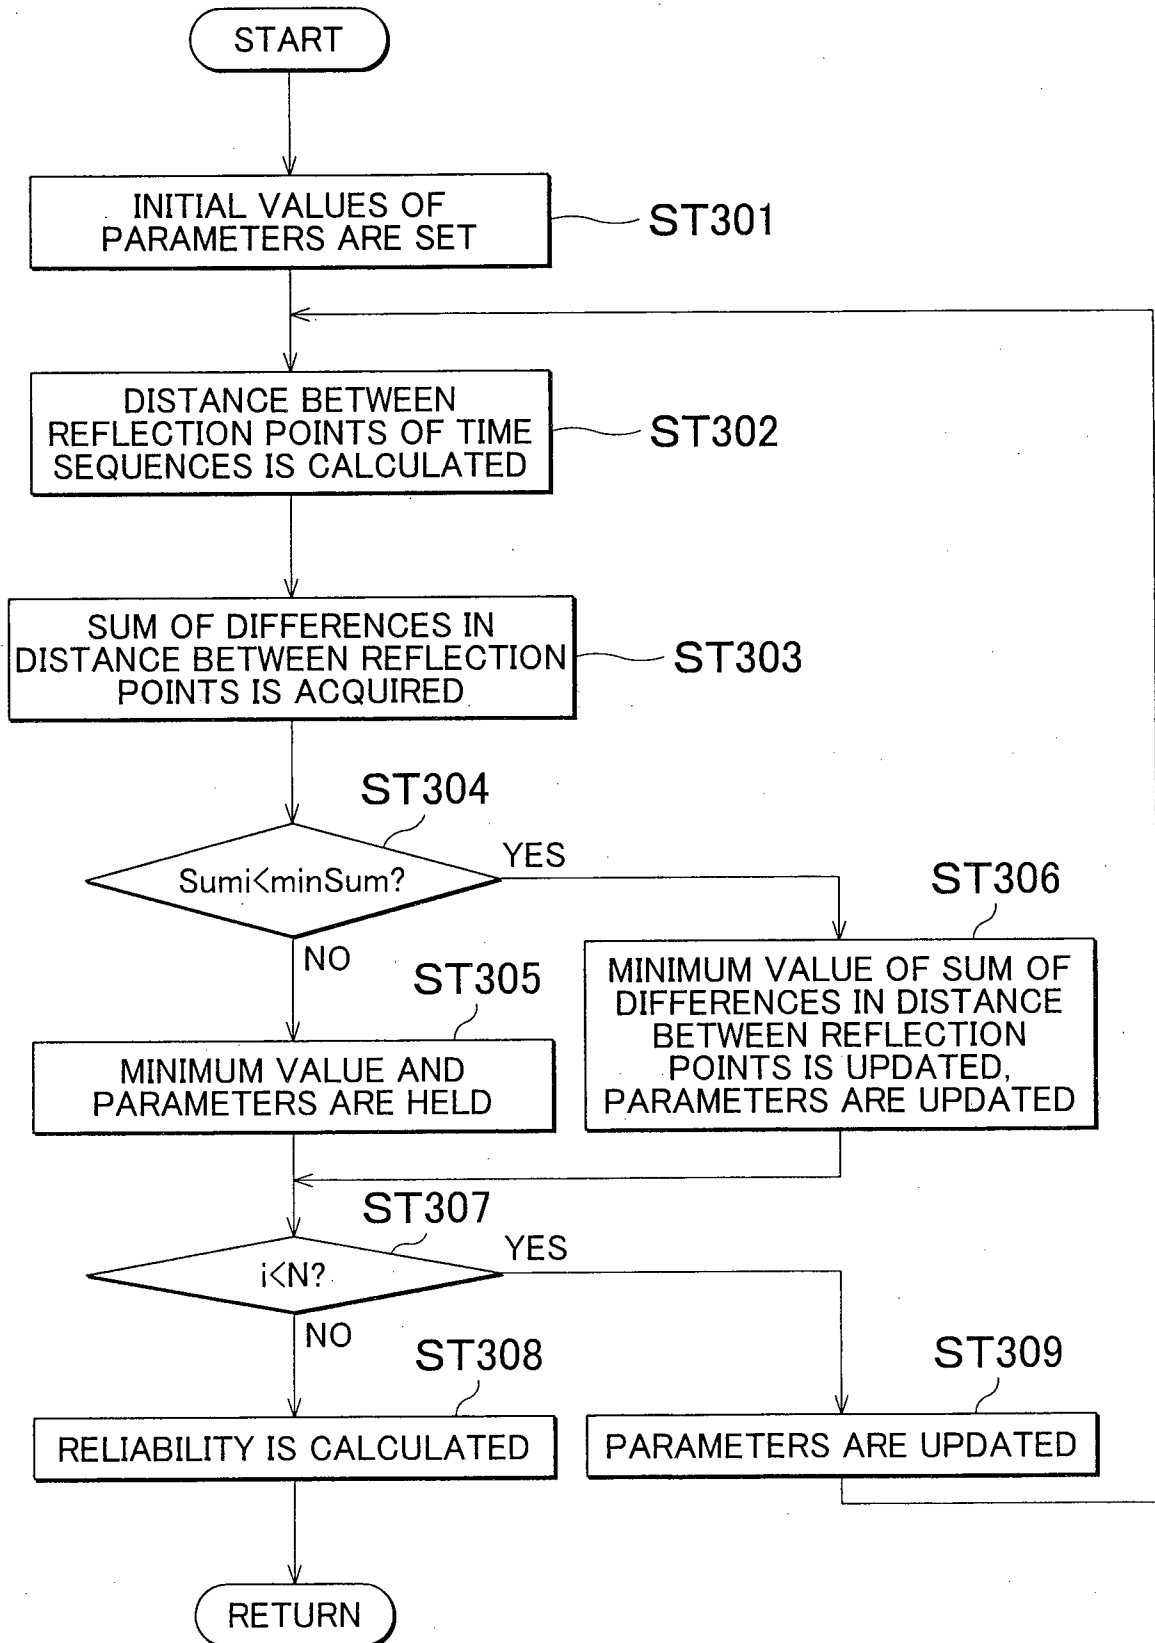 START
INITIAL VALUES OF
PARAMETERS ARE SET
ST301
DISTANCE BETWEEN
REFLECTION POINTS OF TIME
SEQUENCES IS CALCULATED
ST302
SUM OF DIFFERENCES IN
DISTANCE BETWEEN REFLECTION
POINTS IS ACQUIRED
ST303
ST304
Sumi<minSum?
YES
NO
ST306
MINIMUM VALUE OF SUM OF
DIFFERENCES IN DISTANCE
BETWEEN REFLECTION
POINTS IS UPDATED,
PARAMETERS ARE UPDATED
ST305
MINIMUM VALUE AND
PARAMETERS ARE HELD
ST307
i<N?
YES
NO
ST308
RELIABILITY IS CALCULATED
ST309
PARAMETERS ARE UPDATED
RETURN